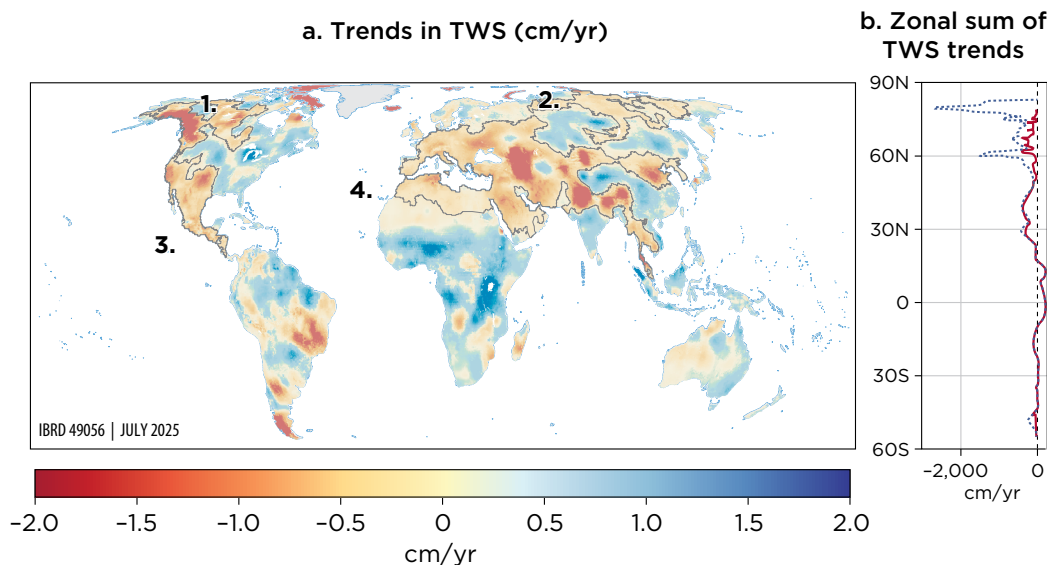 a. Trends in TWS (cm/yr)
b. Zonal sum of
TWS trends
1.
2.
3.
4.
IBRD 49056 | JULY 2025
90N
60N
30N
0
30S
60S
–2,000 0
cm/yr
–2.0 –1.5 –1.0 –0.5 0 0.5 1.0 1.5 2.0
cm/yr